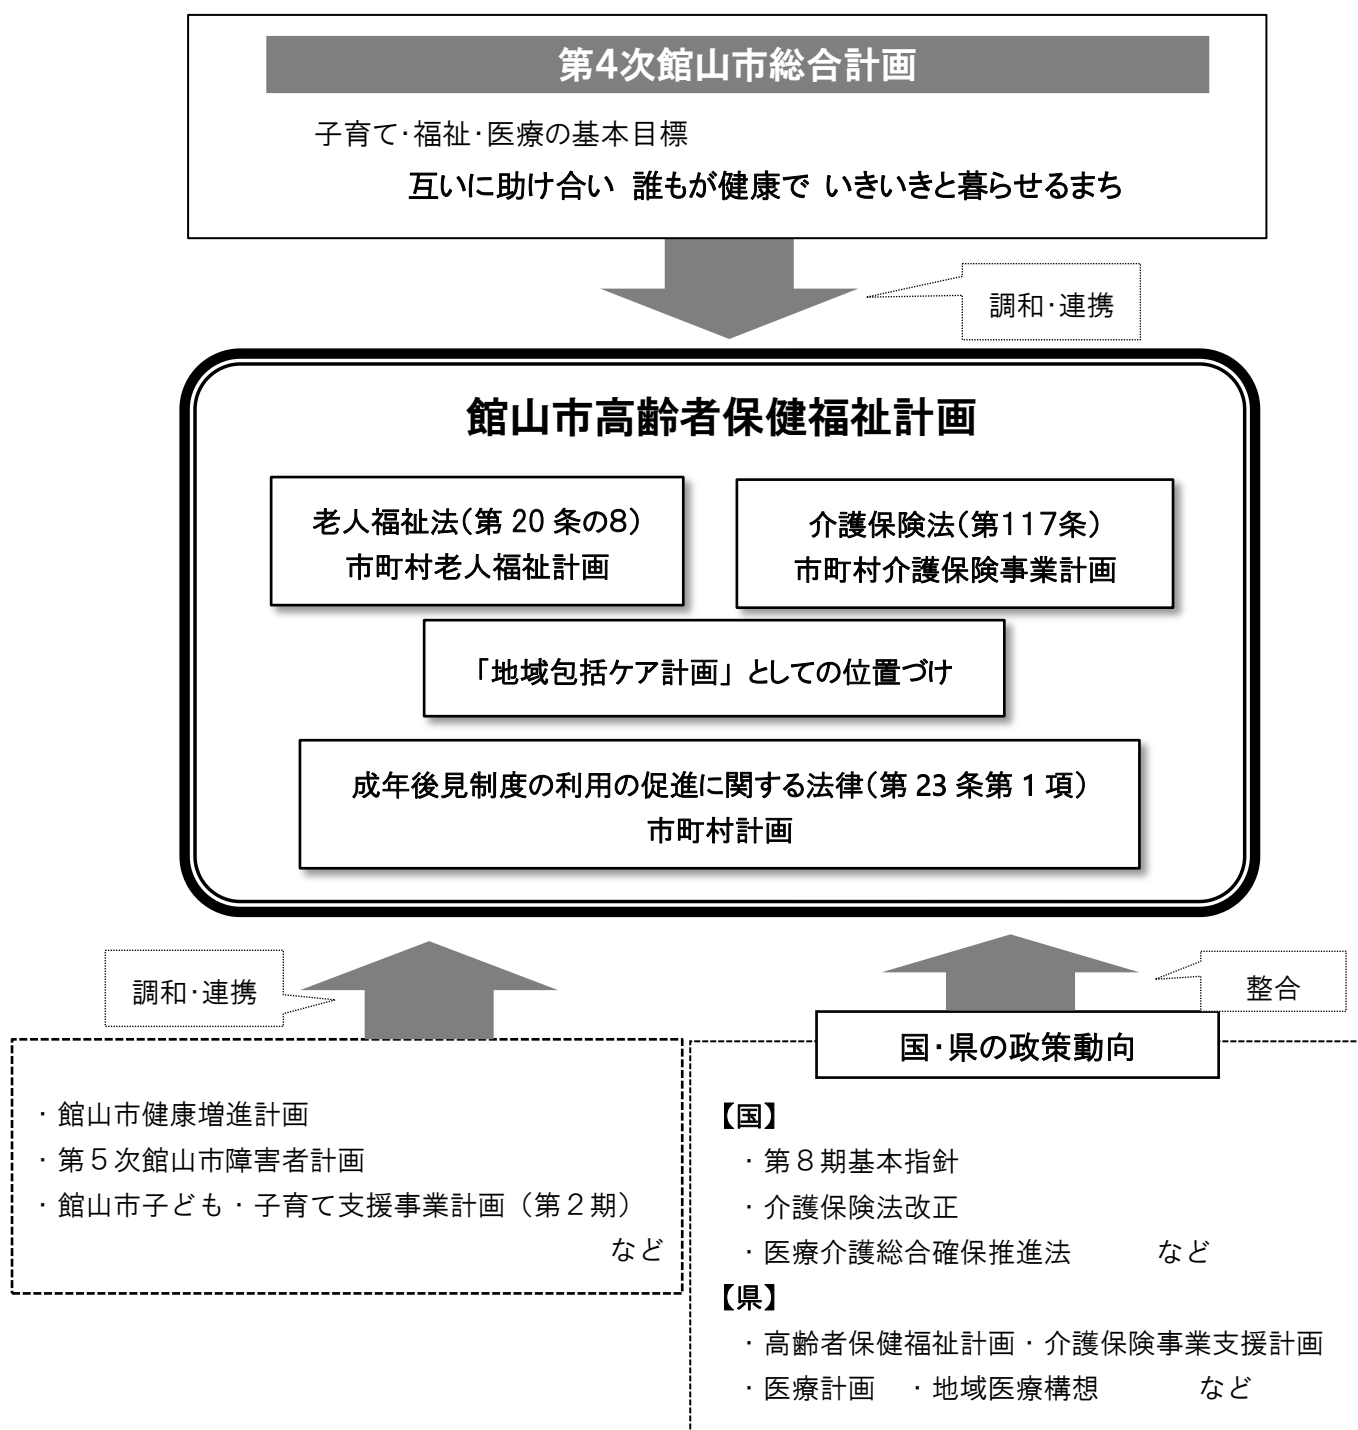 第4次館山市総合計画
子育て・福祉・医療の基本目標
互いに助け合い 誰もが健康で いきいきと暮らせるまち
調和・連携
館山市高齢者保健福祉計画
老人福祉法（第 20 条の8）
市町村老人福祉計画
介護保険法（第117条）
市町村介護保険事業計画
「地域包括ケア計画」としての位置づけ
成年後見制度の利用の促進に関する法律（第 23 条第 1 項）
市町村計画
調和・連携
整合
・館山市健康増進計画
・第５次館山市障害者計画
・館山市子ども・子育て支援事業計画（第２期）
など
国・県の政策動向
【国】
・第８期基本指針
・介護保険法改正
・医療介護総合確保推進法　　　など
【県】
・高齢者保健福祉計画・介護保険事業支援計画
・医療計画　・地域医療構想　　　など